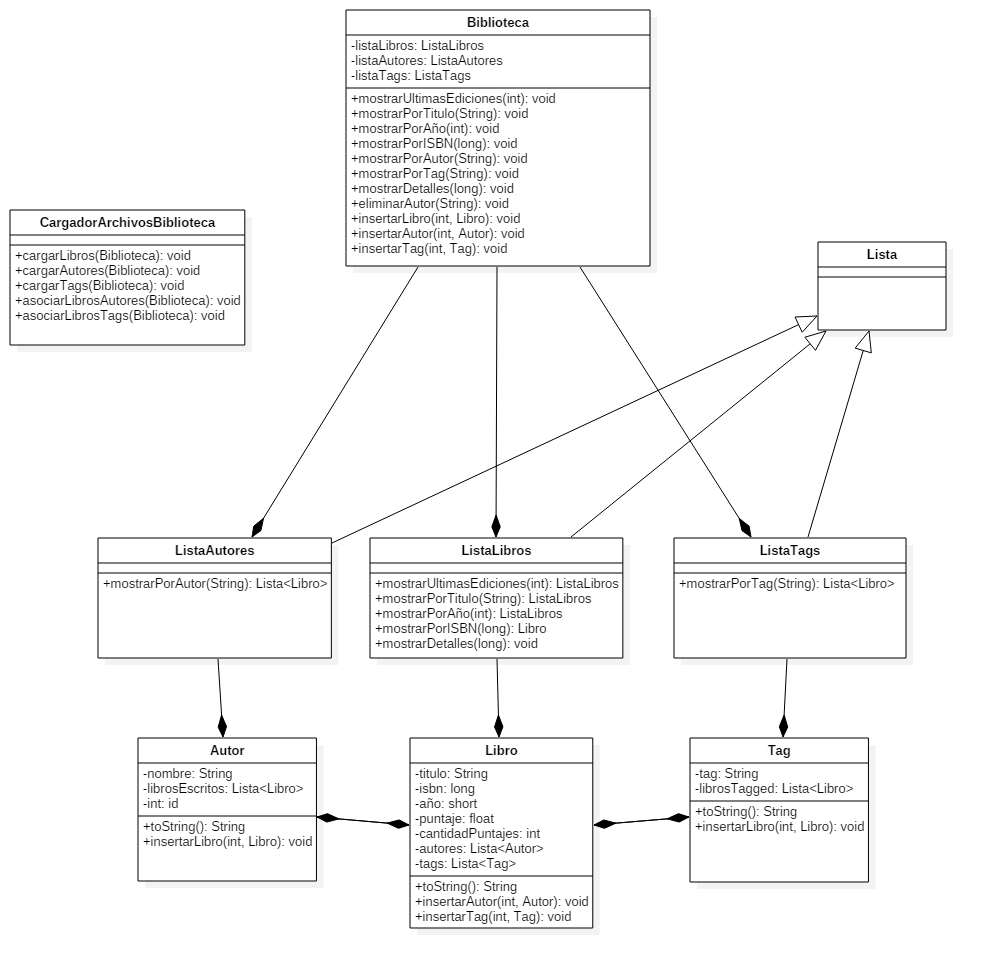 Biblioteca
-listaLibros: ListaLibros
-listaAutores: ListaAutores
-listaTags: ListaTags
+mostrarUltimasEdiciones(int): void
+mostrarPorTitulo(String): void
+mostrarPorAño(int): void
+mostrarPorISBN(long): void
+mostrarPorAutor(String): void
+mostrarPorTag(String): void
+mostrarDetalles(long): void
+eliminarAutor(String): void
+insertarLibro(int, Libro): void
+insertarAutor(int, Autor): void
+insertarTag(int, Tag): void
CargadorArchivosBiblioteca
+cargarLibros(Biblioteca): void
+cargarAutores(Biblioteca): void
+cargarTags(Biblioteca): void
+asociarLibrosAutores(Biblioteca): void
+asociarLibrosTags(Biblioteca): void
Lista
ListaAutores
+mostrarPorAutor(String): Lista<Libro>
ListaLibros
+mostrarUltimasEdiciones(int): ListaLibros
+mostrarPorTitulo(String): ListaLibros
+mostrarPorAño(int): ListaLibros
+mostrarPorISBN(long): Libro
+mostrarDetalles(long): void
ListaTags
+mostrarPorTag(String): Lista<Libro>
Autor
-nombre: String
-librosEscritos: Lista<Libro>
-int: id
+toString(): String
+insertarLibro(int, Libro): void
Libro
-titulo: String
-isbn: long
-año: short
-puntaje: float
-cantidadPuntajes: int
-autores: Lista<Autor>
-tags: Lista<Tag>
+toString(): String
+insertarAutor(int, Autor): void
+insertarTag(int, Tag): void
Tag
-tag: String
-librosTagged: Lista<Libro>
+toString(): String
+insertarLibro(int, Libro): void